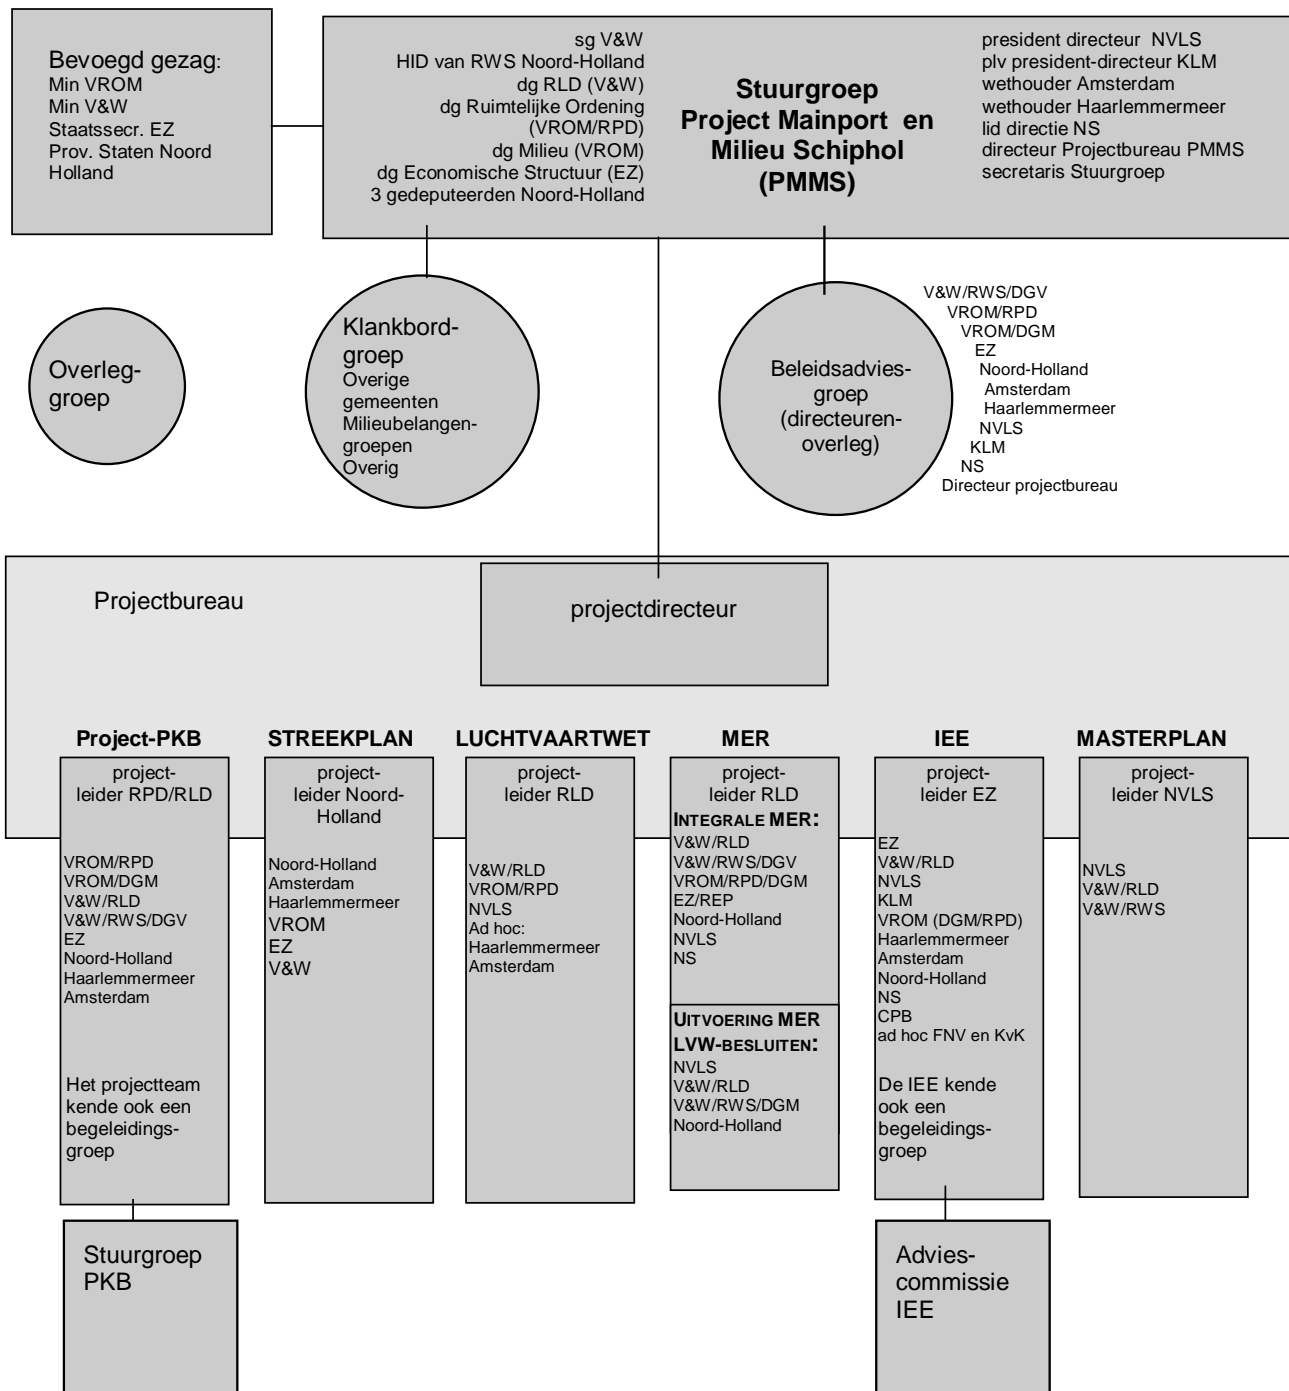 Bevoegd gezag:
Min VROM
Min V&W
Staatssecr. EZ
Prov. Staten Noord
Holland
sg V&W
HID van RWS Noord-Holland
dg RLD (V&W)
dg Ruimtelijke Ordening
(VROM/RPD)
dg Milieu (VROM)
dg Economische Structuur (EZ)
3 gedeputeerden Noord-Holland
Stuurgroep
Project Mainport en
Milieu Schiphol
(PMMS)
president directeur NVLS
plv president-directeur KLM
wethouder Amsterdam
wethouder Haarlemmermeer
lid directie NS
directeur Projectbureau PMMS
secretaris Stuurgroep
Overleg-
groep
Klankbord-
groep
Overige
gemeenten
Milieubelangen-
groepen
Overig
Beleidsadvies-
groep
(directeuren-
overleg)
V&W/RWS/DGV
VROM/RPD
VROM/DGM
EZ
Noord-Holland
Amsterdam
Haarlemmermeer
NVLS
KLM
NS
Directeur projectbureau
Projectbureau
projectdirecteur
Project-PKB
project-
leider RPD/RLD
VROM/RPD
VROM/DGM
V&W/RLD
V&W/RWS/DGV
EZ
Noord-Holland
Haarlemmermeer
Amsterdam
Het projectteam
kende ook een
begeleidings-
groep
Stuurgroep
PKB
STREEKPLAN
project-
leider Noord-
Holland
Noord-Holland
Amsterdam
Haarlemmermeer
VROM
EZ
V&W
LUCHTVAARTWET
project-
leider RLD
V&W/RLD
VROM/RPD
NVLS
Ad hoc:
Haarlemmermeer
Amsterdam
MER
project-
leider RLD
INTEGRALE MER:
V&W/RLD
V&W/RWS/DGV
VROM/RPD/DGM
EZ/REP
Noord-Holland
NVLS
NS
UITVOERING MER
LVW-BESLUITEN:
NVLS
V&W/RLD
V&W/RWS/DGM
Noord-Holland
IEE
project-
leider EZ
EZ
V&W/RLD
NVLS
KLM
VROM (DGM/RPD)
Haarlemmermeer
Amsterdam
Noord-Holland
NS
CPB
ad hoc FNV en KvK
De IEE kende
ook een
begeleidings-
groep
Advies-
commissie
IEE
MASTERPLAN
project-
leider NVLS
NVLS
V&W/RLD
V&W/RWS